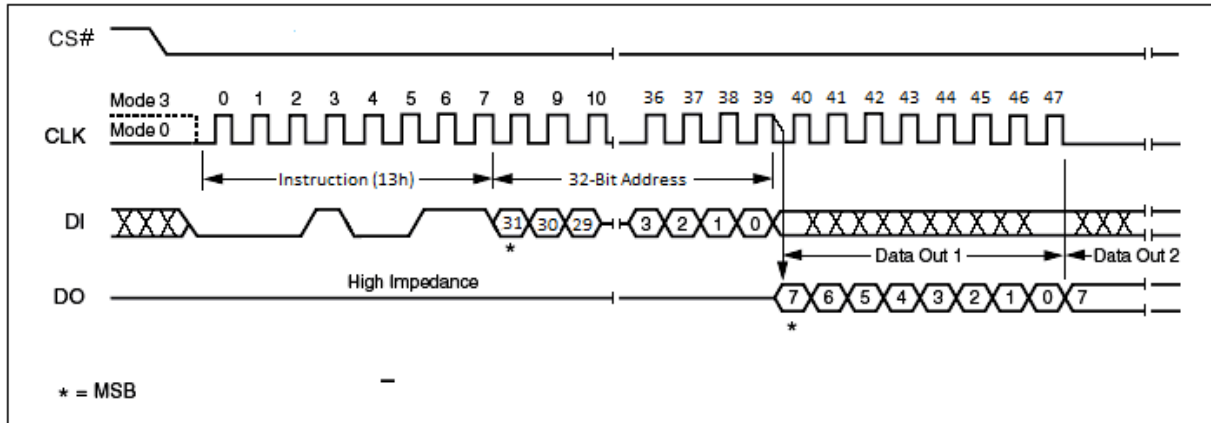 CS#
Mode 3 0 1 2 3 4 5 6 7 8 9 10 36 37 38 39 40 41 42 43 44 45 46 47
CLK Mode 0
Instruction (13h) 32-Bit Address
DI 31 30 29 3 2 1 0
* Data Out 1 Data Out 2
High Impedance
DO 7 6 5 4 3 2 1 0 7
*
* = MSB